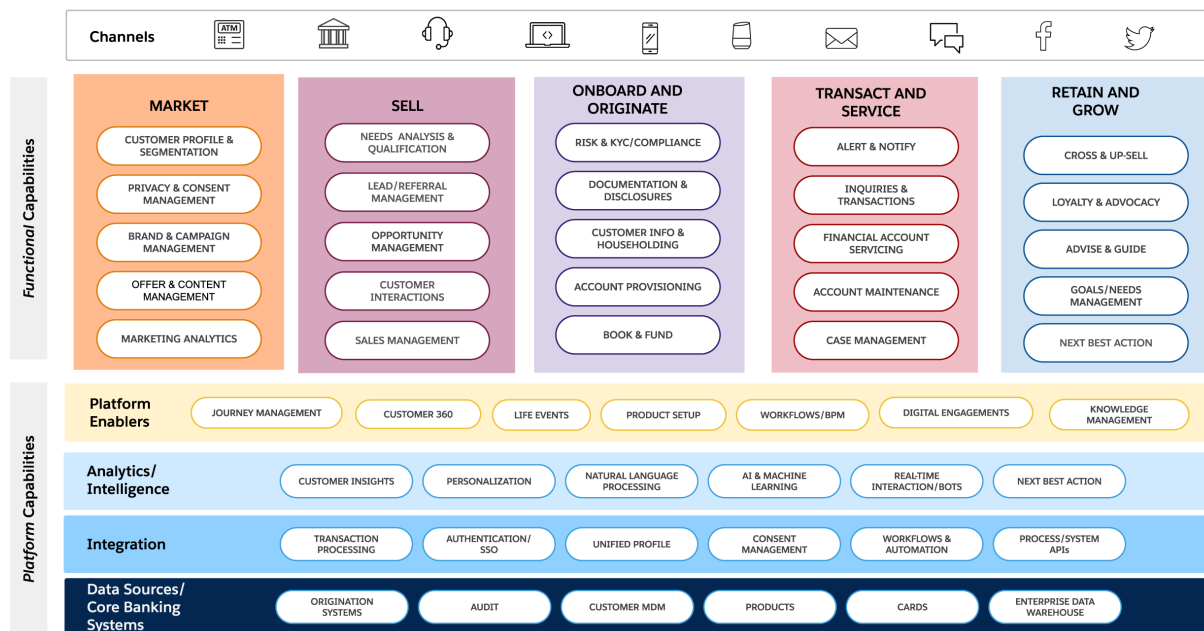 Channels
ATM
Functional Capabilities
MARKET
CUSTOMER PROFILE &
SEGMENTATION
PRIVACY & CONSENT
MANAGEMENT
BRAND & CAMPAIGN
MANAGEMENT
OFFER & CONTENT
MANAGEMENT
MARKETING ANALYTICS
SELL
NEEDS ANALYSIS &
QUALIFICATION
LEAD/REFERRAL
MANAGEMENT
OPPORTUNITY
MANAGEMENT
CUSTOMER
INTERACTIONS
SALES MANAGEMENT
ONBOARD AND
ORIGINATE
RISK & KYC/COMPLIANCE
DOCUMENTATION &
DISCLOSURES
CUSTOMER INFO &
HOUSEHOLDING
ACCOUNT PROVISIONING
BOOK & FUND
TRANSACT AND
SERVICE
ALERT & NOTIFY
INQUIRIES &
TRANSACTIONS
FINANCIAL ACCOUNT
SERVICING
ACCOUNT MAINTENANCE
CASE MANAGEMENT
RETAIN AND
GROW
CROSS & UP-SELL
LOYALTY & ADVOCACY
ADVISE & GUIDE
GOALS/NEEDS
MANAGEMENT
NEXT BEST ACTION
Platform Capabilities
Platform
Enablers
JOURNEY MANAGEMENT
CUSTOMER 360
LIFE EVENTS
PRODUCT SETUP
WORKFLOWS/BPM
DIGITAL ENGAGEMENTS
KNOWLEDGE
MANAGEMENT
Analytics/
Intelligence
CUSTOMER INSIGHTS
PERSONALIZATION
NATURAL LANGUAGE
PROCESSING
AI & MACHINE
LEARNING
REAL-TIME
INTERACTION/BOTS
NEXT BEST ACTION
Integration
TRANSACTION
PROCESSING
AUTHENTICATION/
SSO
UNIFIED PROFILE
CONSENT
MANAGEMENT
WORKFLOWS &
AUTOMATION
PROCESS/SYSTEM
APIs
Data Sources/
Core Banking
Systems
ORIGINATION
SYSTEMS
AUDIT
CUSTOMER MDM
PRODUCTS
CARDS
ENTERPRISE DATA
WAREHOUSE